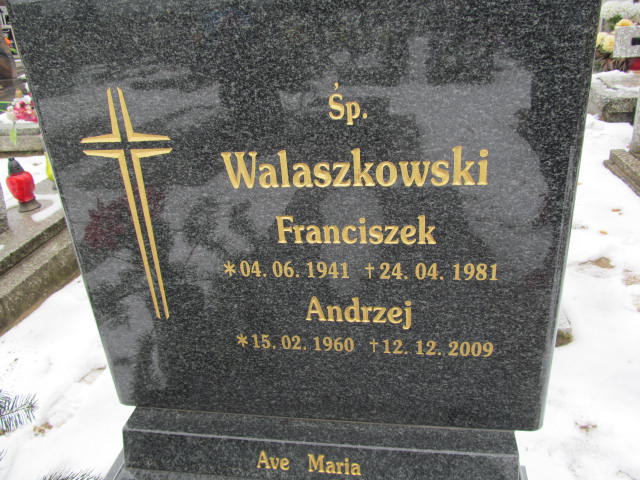 Śp.
Walaszkowski
Franciszek
*04. 06. 1941 †24. 04. 1981
Andrzej
*15. 02. 1960 †12. 12. 2009
Ave Maria